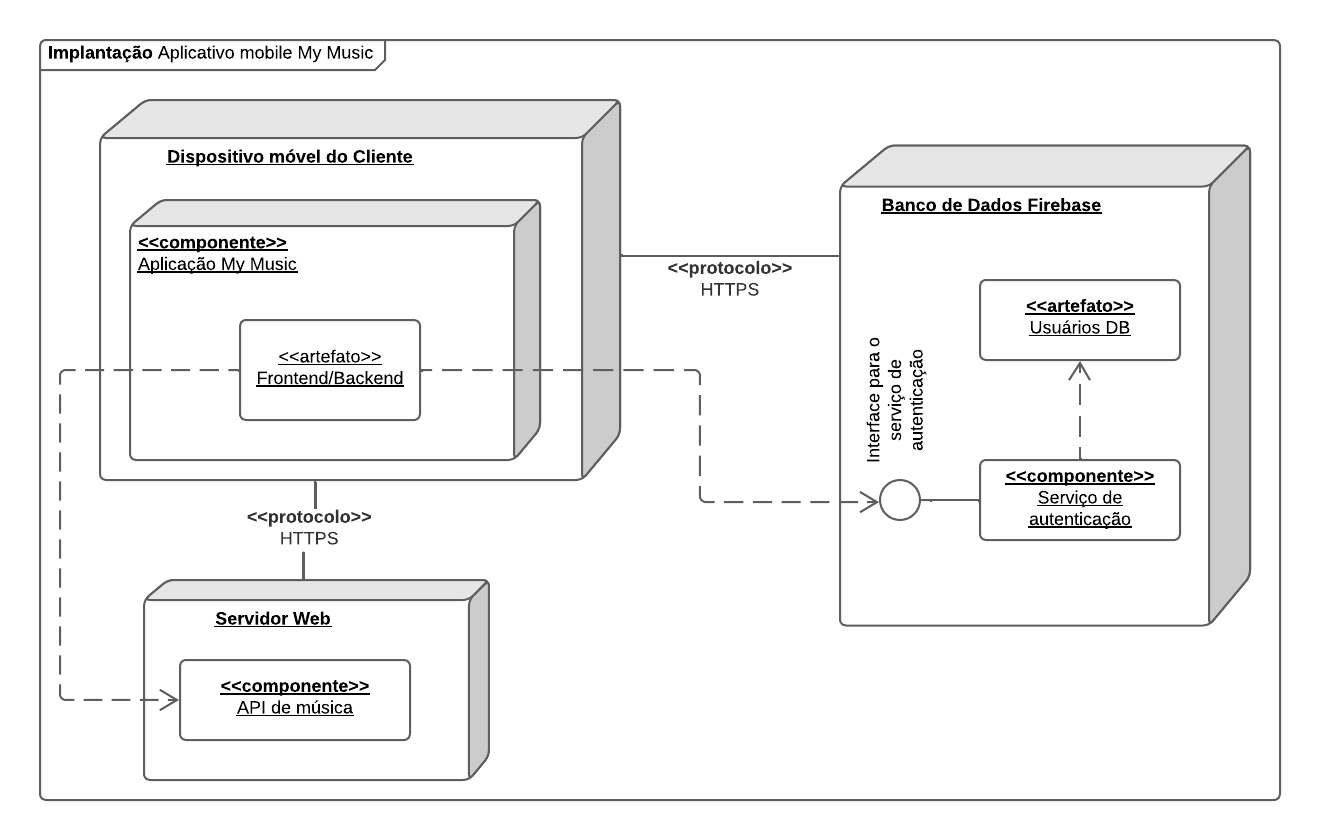 Implantação Aplicativo mobile My Music
Dispositivo móvel do Cliente
<<componente>>
Aplicação My Music
<<artefato>>
Frontend/Backend
<<protocolo>>
HTTPS
Banco de Dados Firebase
<<artefato>>
Usuários DB
Interface para o
serviço de
autenticação
<<componente>>
Serviço de
autenticação
<<protocolo>>
HTTPS
Servidor Web
<<componente>>
API de música